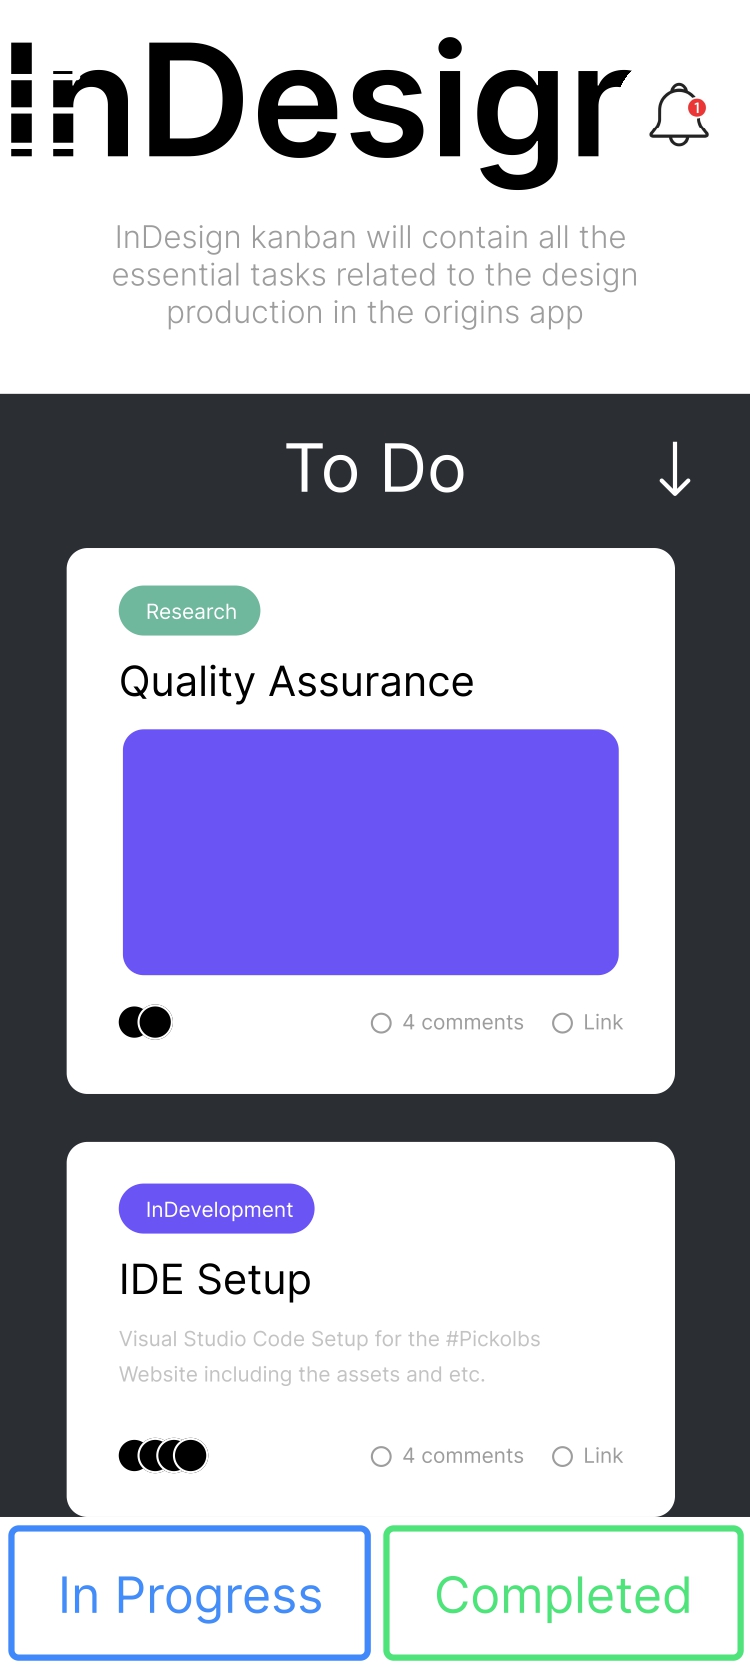 InDesigr
1
InDesign kanban will contain all the
essential tasks related to the design
production in the origins app
To Do
Research
Quality Assurance
4 comments
Link
InDevelopment
IDE Setup
Visual Studio Code Setup for the #Pickolbs
Website including the assets and etc.
4 comments
Link
In Progress
Completed